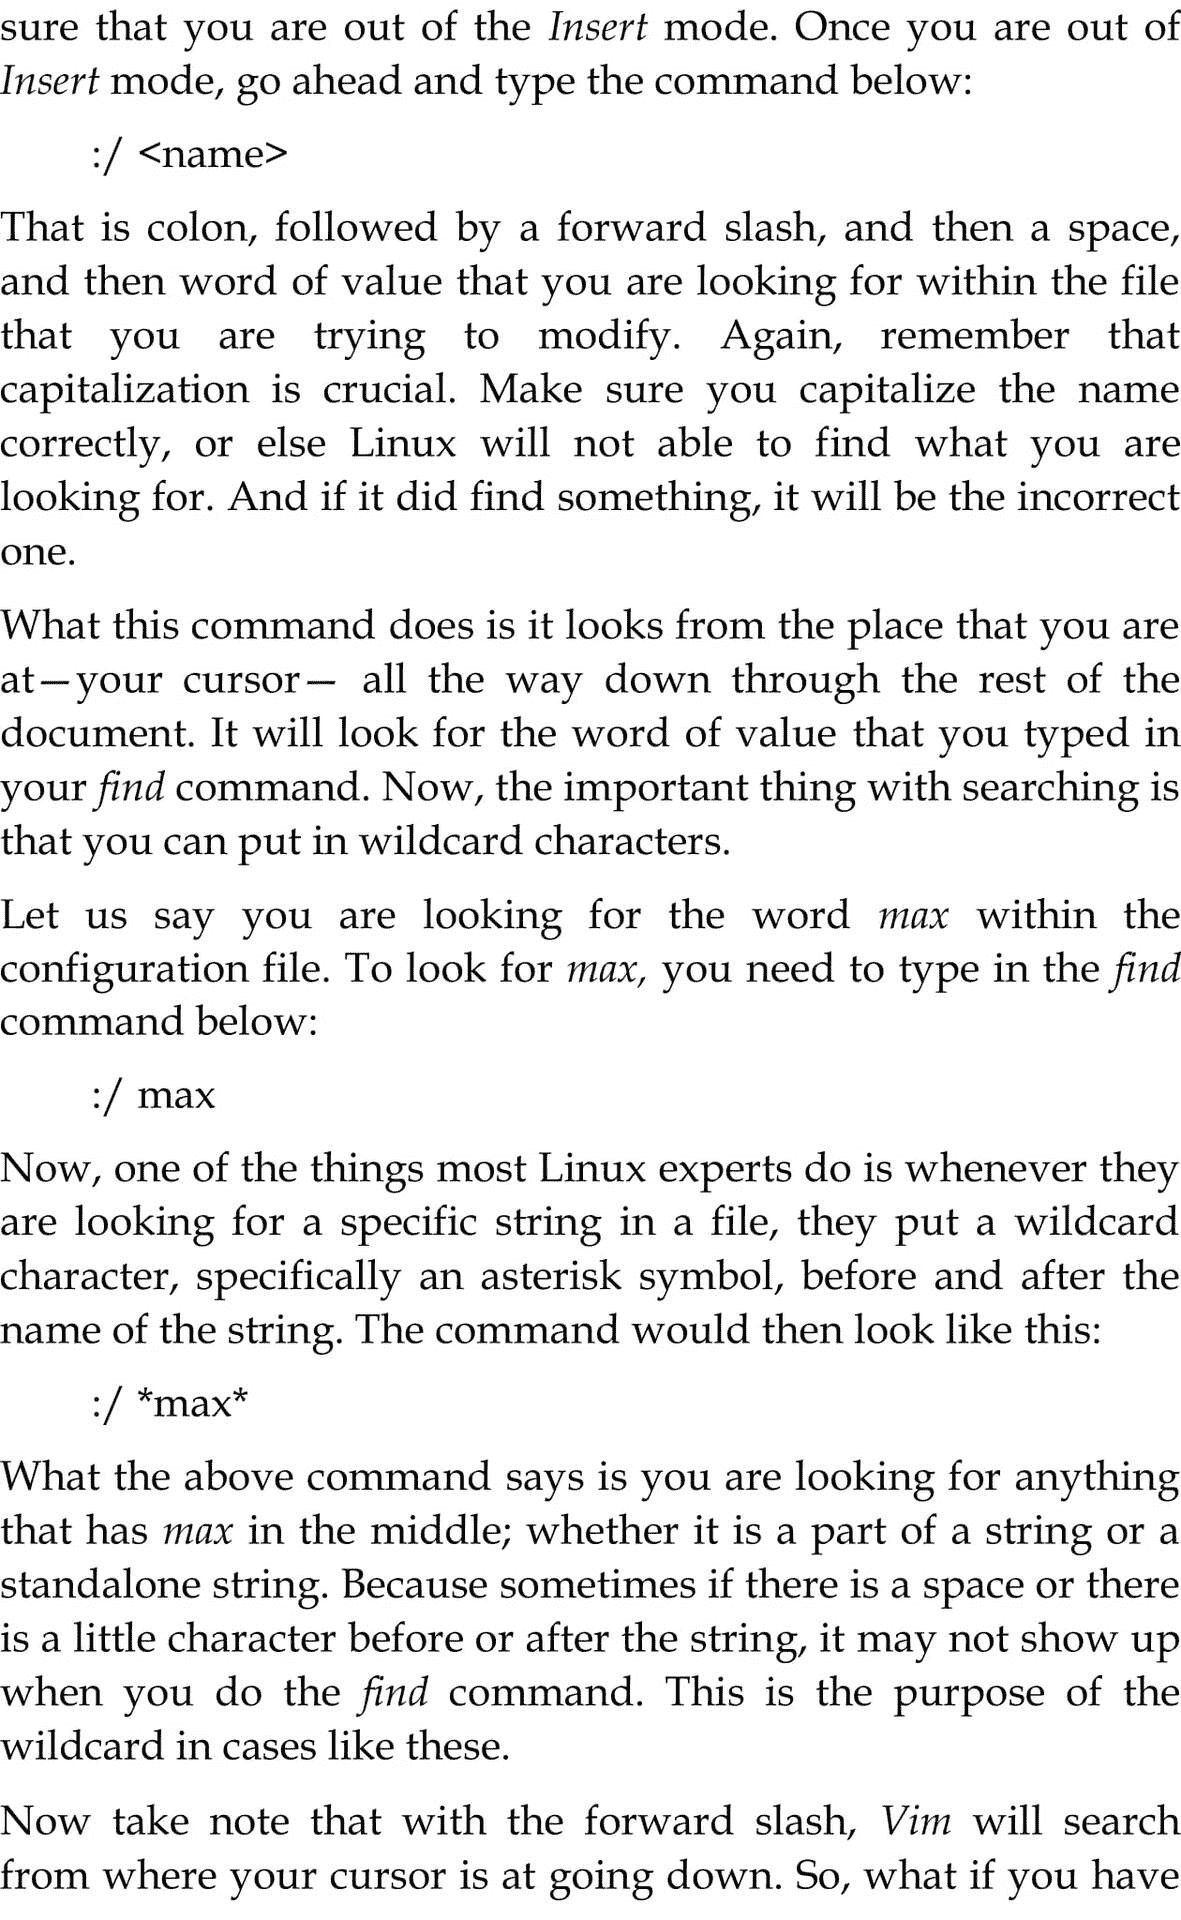 sure that you are out of the Insert mode. Once you are out of
Insert mode, go ahead and type the command below:
:/ <name>
That is colon, followed by a forward slash, and then a space,
and then word of value that you are looking for within the file
that you are trying to modify. Again, remember that
capitalization is crucial. Make sure you capitalize the name
correctly, or else Linux will not able to find what you are
looking for. And if it did find something, it will be the incorrect
one.
What this command does is it looks from the place that you are
at—your cursor— all the way down through the rest of the
document. It will look for the word of value that you typed in
your find command. Now, the important thing with searching is
that you can put in wildcard characters.
Let us say you are looking for the word max within the
configuration file. To look for max, you need to type in the find
command below:
:/ max
Now, one of the things most Linux experts do is whenever they
are looking for a specific string in a file, they put a wildcard
character, specifically an asterisk symbol, before and after the
name of the string. The command would then look like this:
:/ *max*
What the above command says is you are looking for anything
that has max in the middle; whether it is a part of a string or a
standalone string. Because sometimes if there is a space or there
is a little character before or after the string, it may not show up
when you do the find command. This is the purpose of the
wildcard in cases like these.
Now take note that with the forward slash, Vim will search
from where your cursor is at going down. So, what if you have